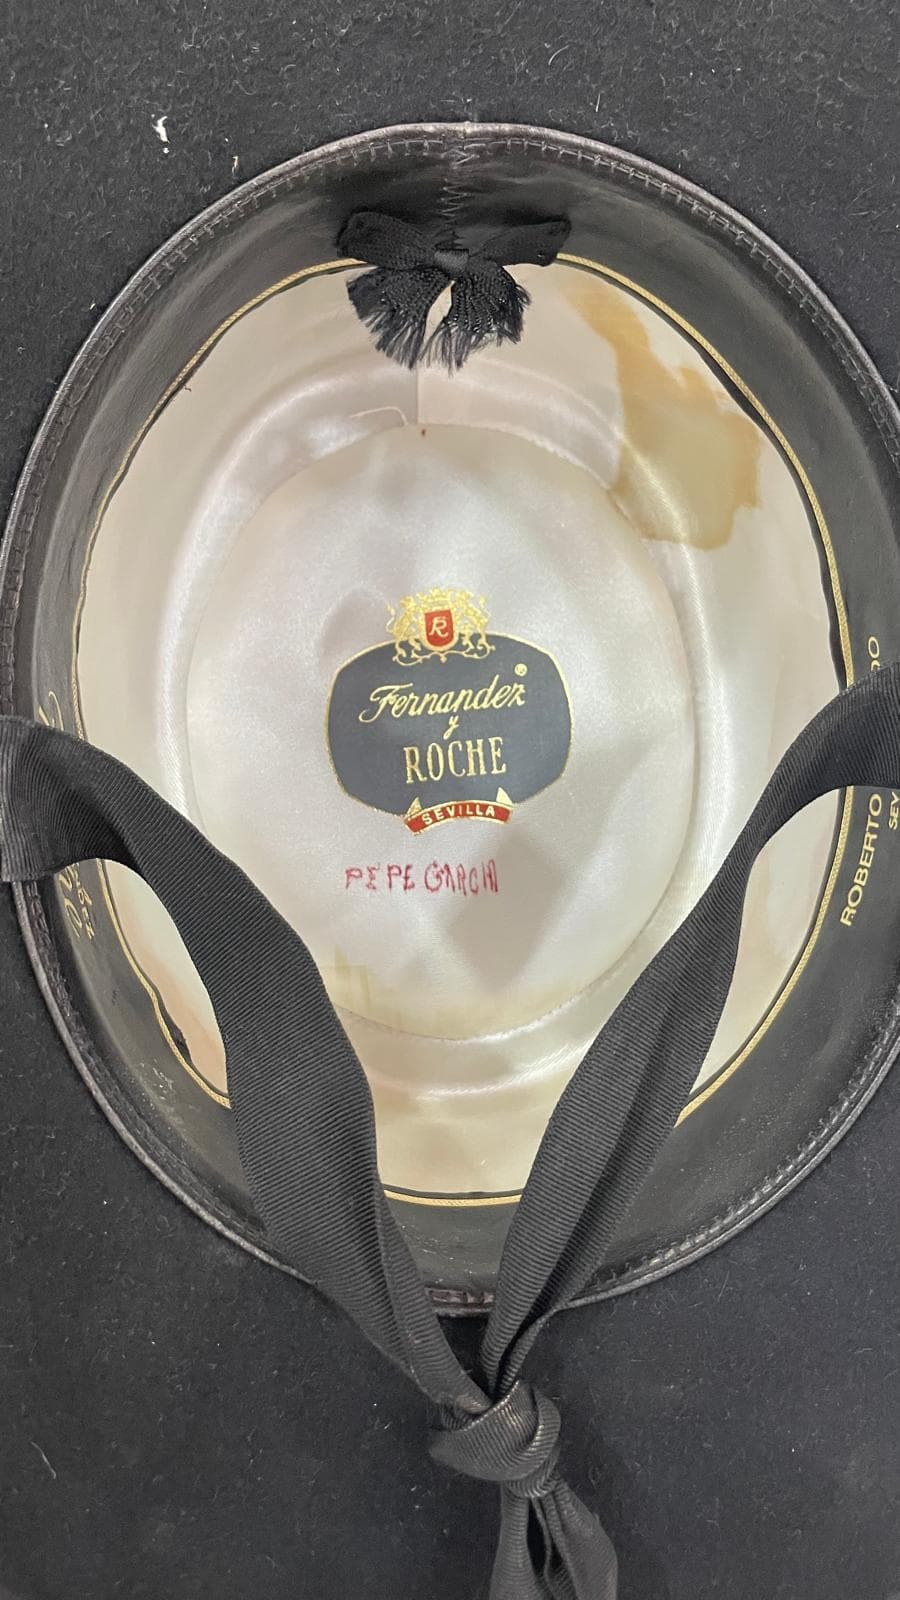 R
Fernandez
y
ROCHE
SEVILLA
PEPE GARCIA
ROBERTO